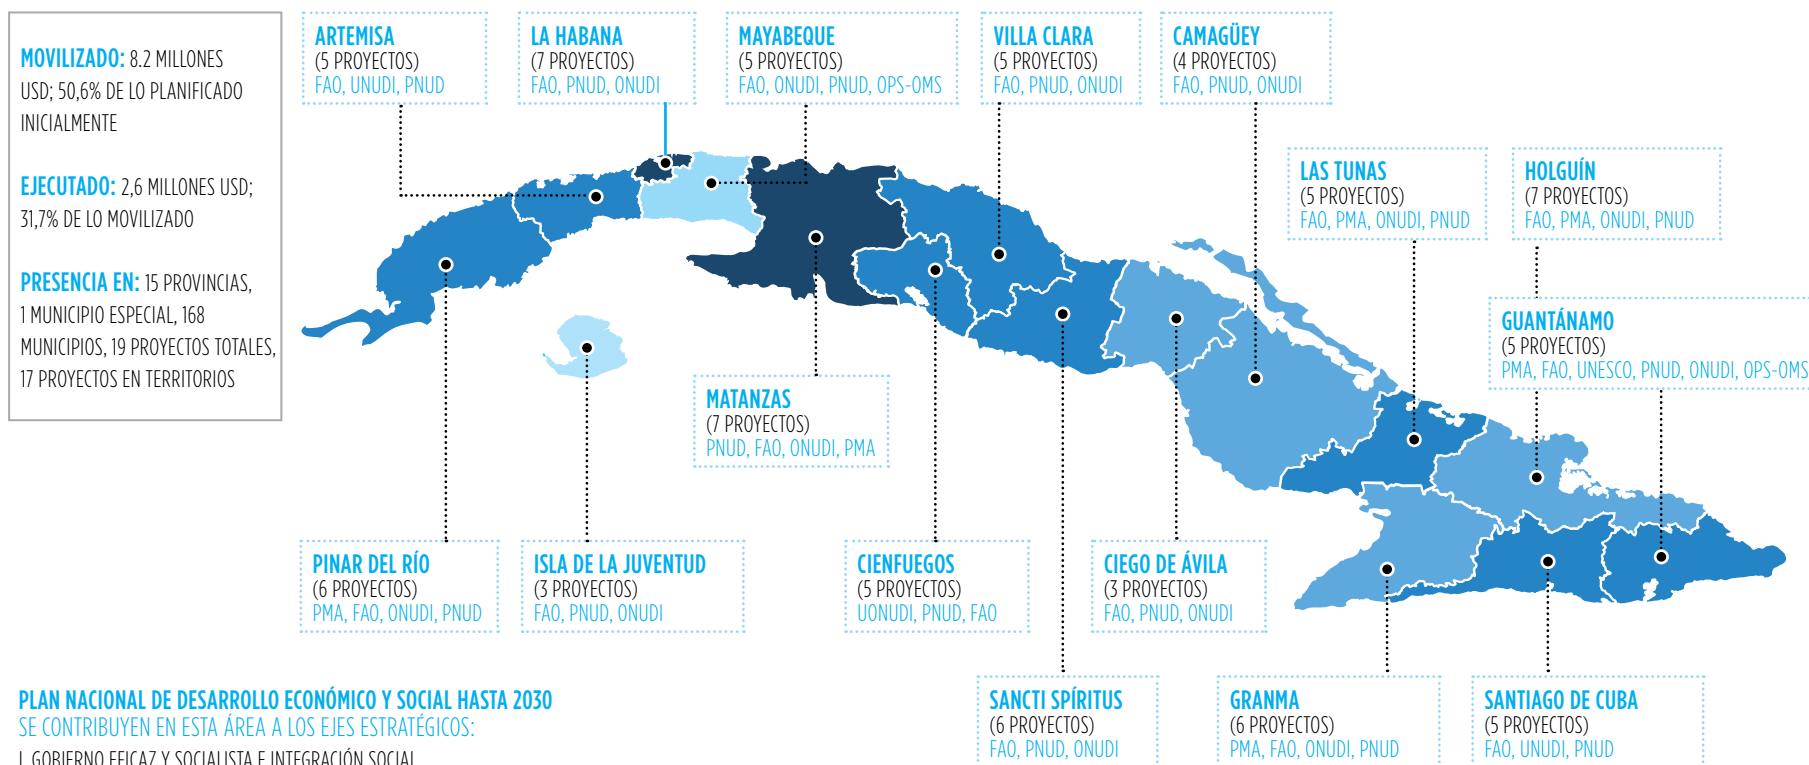 MOVILIZADO: 8.2 MILLONES
USD; 50,6% DE LO PLANIFICADO
INICIALMENTE
EJECUTADO: 2,6 MILLONES USD;
31,7% DE LO MOVILIZADO
PRESENCIA EN: 15 PROVINCIAS,
1 MUNICIPIO ESPECIAL, 168
MUNICIPIOS, 19 PROYECTOS TOTALES,
17 PROYECTOS EN TERRITORIOS
ARTEMISA
(5 PROYECTOS)
FAO, UNUDI, PNUD
LA HABANA
(7 PROYECTOS)
FAO, PNUD, ONUDI
MAYABEQUE
(5 PROYECTOS)
FAO, ONUDI, PNUD, OPS-OMS
VILLA CLARA
(5 PROYECTOS)
FAO, PNUD, ONUDI
CAMAGÜEY
(4 PROYECTOS)
FAO, PNUD, ONUDI
LAS TUNAS
(5 PROYECTOS)
FAO, PMA, ONUDI, PNUD
HOLGUÍN
(7 PROYECTOS)
FAO, PMA, ONUDI, PNUD
GUANTÁNAMO
(5 PROYECTOS)
PMA, FAO, UNESCO, PNUD, ONUDI, OPS-OMS
MATANZAS
(7 PROYECTOS)
PNUD, FAO, ONUDI, PMA
PINAR DEL RÍO
(6 PROYECTOS)
PMA, FAO, ONUDI, PNUD
ISLA DE LA JUVENTUD
(3 PROYECTOS)
FAO, PNUD, ONUDI
CIENFUEGOS
(5 PROYECTOS)
UONUDI, PNUD, FAO
CIEGO DE ÁVILA
(3 PROYECTOS)
FAO, PNUD, ONUDI
SANCTI SPÍRITUS
(6 PROYECTOS)
FAO, PNUD, ONUDI
GRANMA
(6 PROYECTOS)
PMA, FAO, ONUDI, PNUD
SANTIAGO DE CUBA
(5 PROYECTOS)
FAO, UNUDI, PNUD
PLAN NACIONAL DE DESARROLLO ECONÓMICO Y SOCIAL HASTA 2030
SE CONTRIBUYEN EN ESTA ÁREA A LOS EJES ESTRATÉGICOS:
I. GOBIERNO EFICAZ Y SOCIALISTA E INTEGRACIÓN SOCIAL